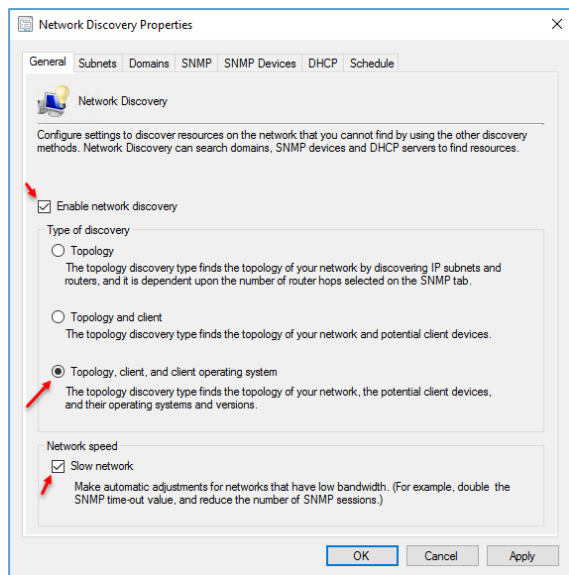 Network Discovery Properties
General Subnets Domains SNMP SNMP Devices DHCP Schedule
Network Discovery
Configure settings to discover resources on the network that you cannot find by using the other discovery
methods. Network Discovery can search domains, SNMP devices and DHCP servers to find resources.
Enable network discovery
Type of discovery
Topology
The topology discovery type finds the topology of your network by discovering IP subnets and
routers, and it is dependent upon the number of router hops selected on the SNMP tab.
Topology and client
The topology discovery type finds the topology of your network and potential client devices.
Topology, client, and client operating system
The topology discovery type finds the topology of your network, the potential client devices,
and their operating systems and versions.
Network speed
Slow network
Make automatic adjustments for networks that have low bandwidth. (For example, double the
SNMP time-out value, and reduce the number of SNMP sessions.)
OK Cancel Apply